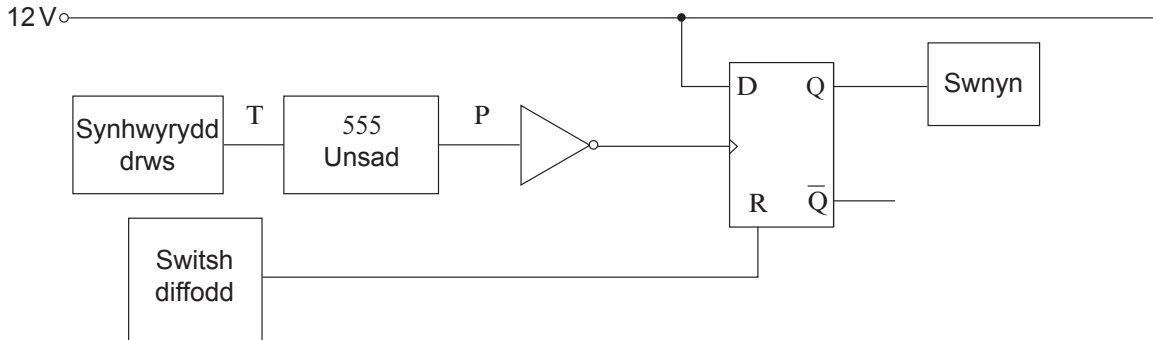 12 V
D Q
Swnyn
Synhwyrydd
drws
T
555
Unsad
P
R Q̅
Switsh
diffodd